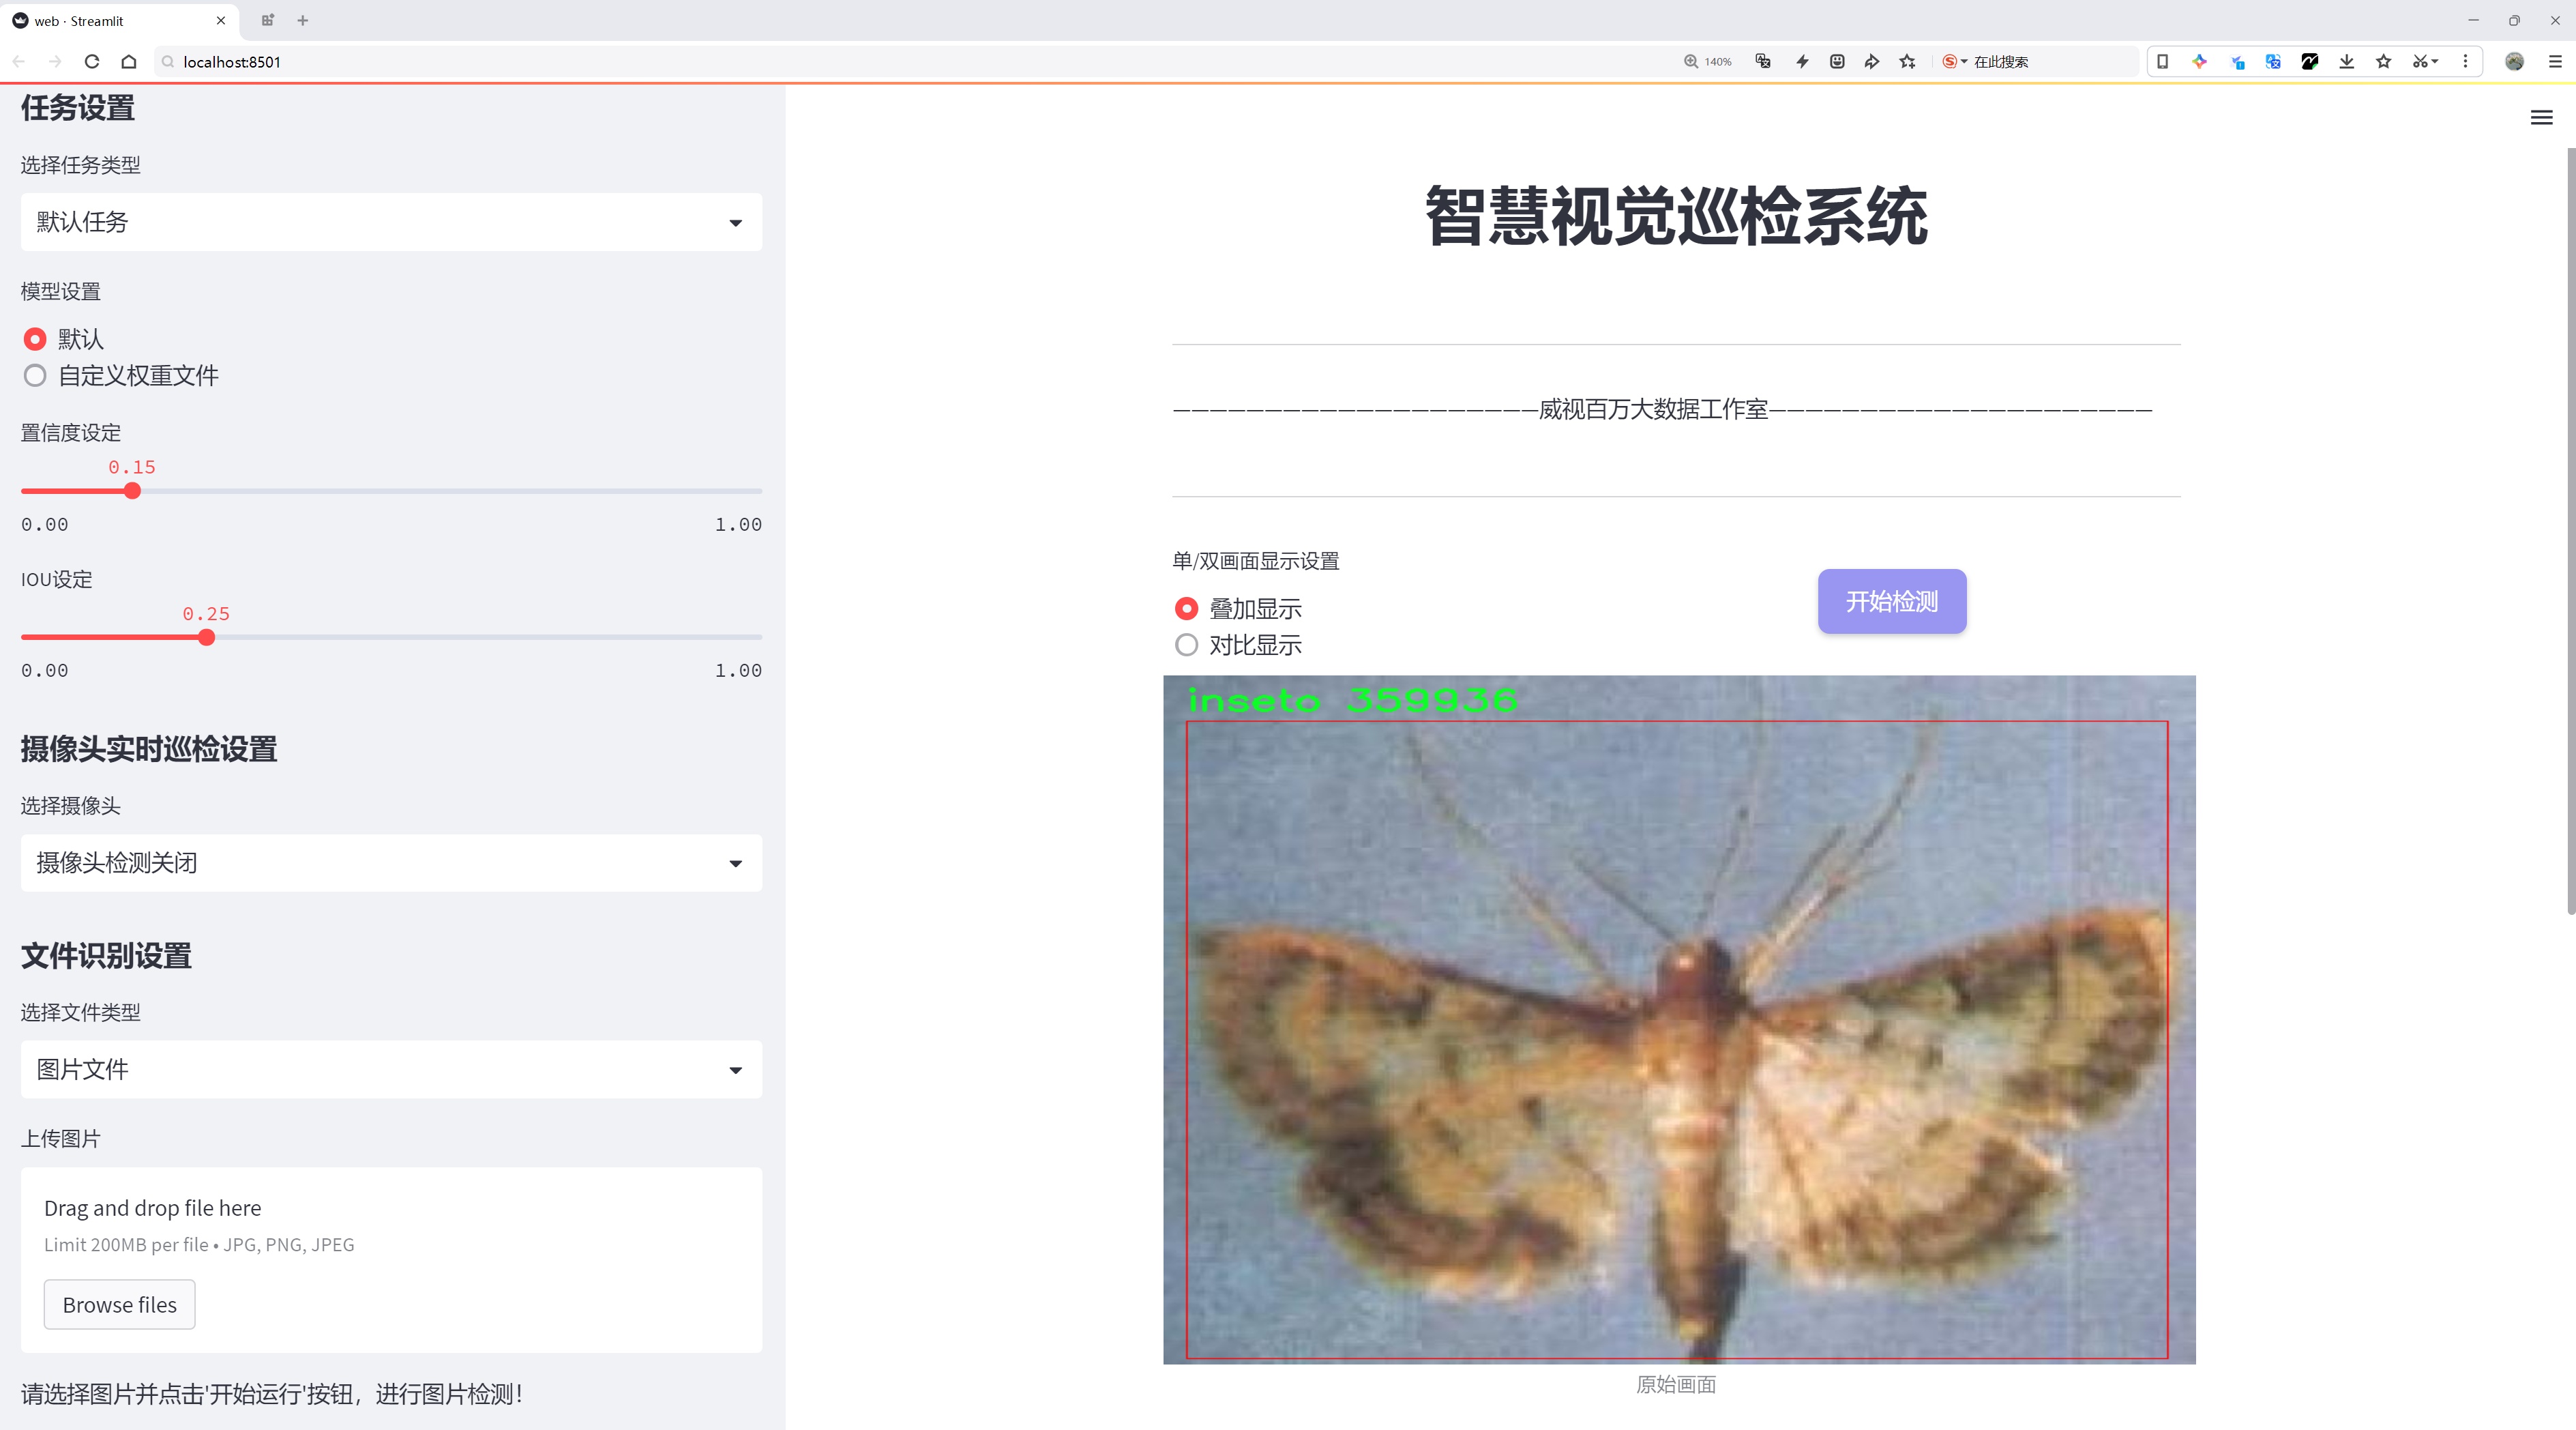 web · Streamlit
localhost:8501
140%
在此搜索
任务设置
选择任务类型
默认任务
模型设置
默认
自定义权重文件
置信度设定
0.15
0.00
1.00
IOU设定
0.25
0.00
1.00
摄像头实时巡检设置
选择摄像头
摄像头检测关闭
文件识别设置
选择文件类型
图片文件
上传图片
Drag and drop file here
Limit 200MB per file • JPG, PNG, JPEG
Browse files
请选择图片并点击'开始运行'按钮，进行图片检测！
智慧视觉巡检系统
————————————————————威视百万大数据工作室—————————————————————
单/双画面显示设置
叠加显示
对比显示
开始检测
inseto 359936
原始画面